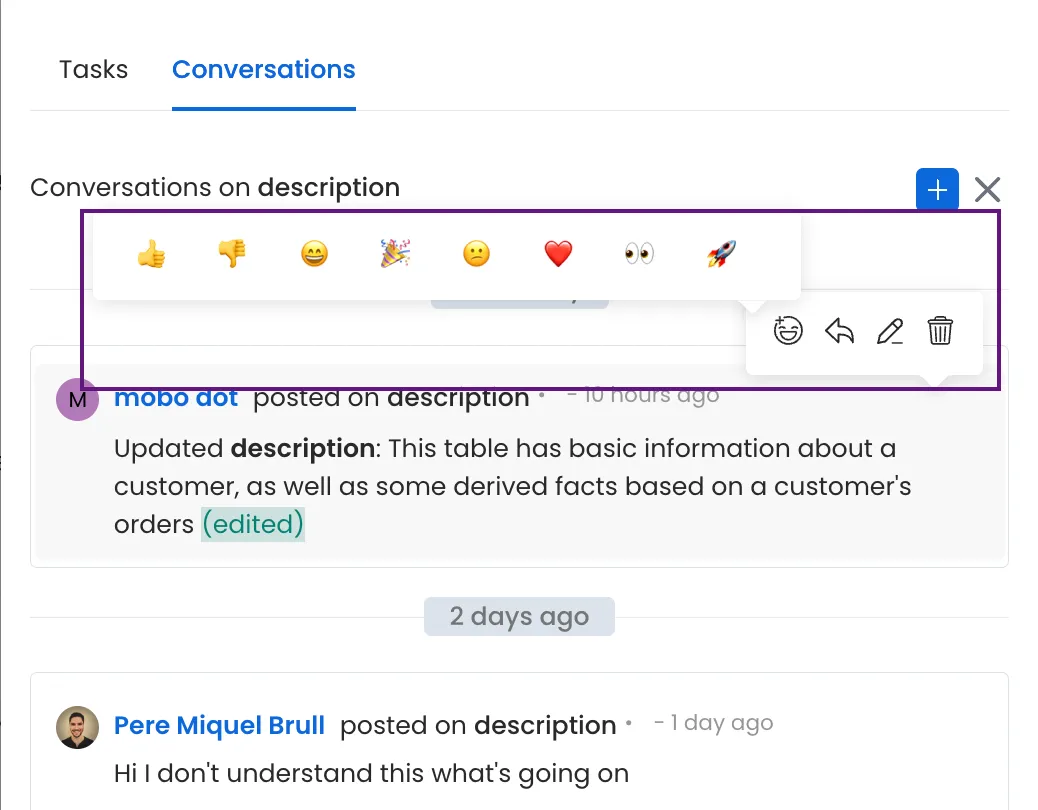 Tasks Conversations
Conversations on description
M mobo dot posted on description • - 10 hours ago
Updated description: This table has basic information about a
customer, as well as some derived facts based on a customer's
orders (edited)
2 days ago
Pere Miquel Brull posted on description • - 1 day ago
Hi I don't understand this what's going on